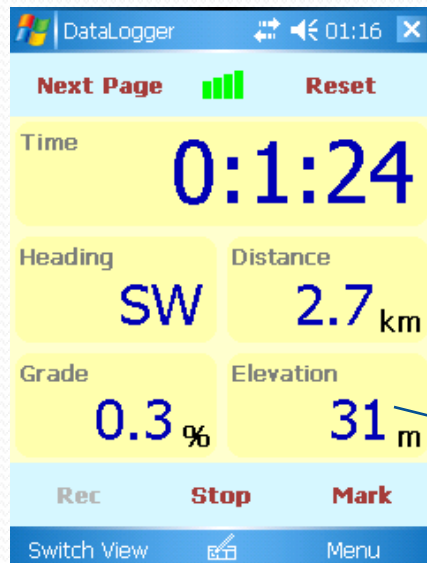 DataLogger 01:16
Next Page Reset
Time
0:1:24
Heading Distance
SW 2.7 km
Grade Elevation
0.3 % 31 m
Rec Stop Mark
Switch View Menu